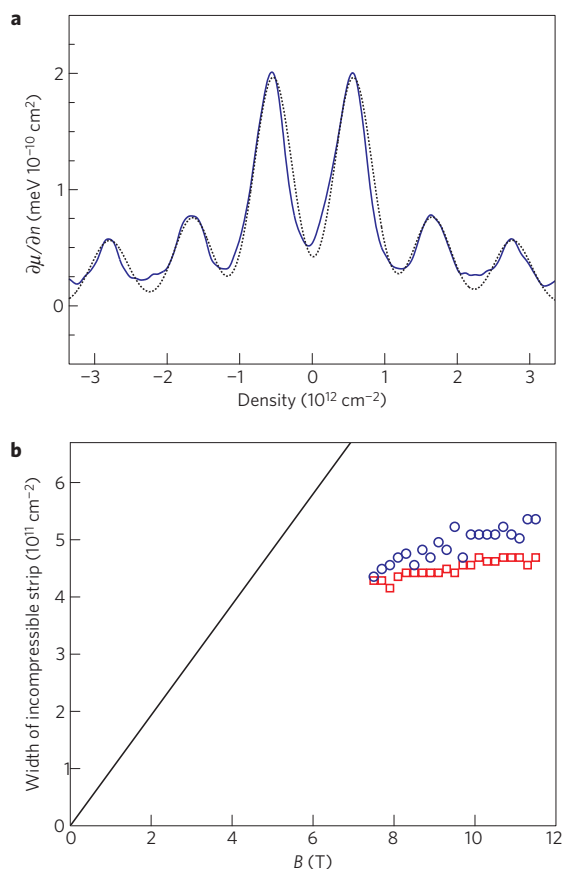 a
∂μ/∂n (meV 10⁻¹⁰ cm²)
2
1
0
−3 −2 −1 0 1 2 3
Density (10¹² cm⁻²)
b
Width of incompressible strip (10¹¹ cm⁻²)
6
5
4
3
2
1
0
0 2 4 6 8 10 12
B (T)